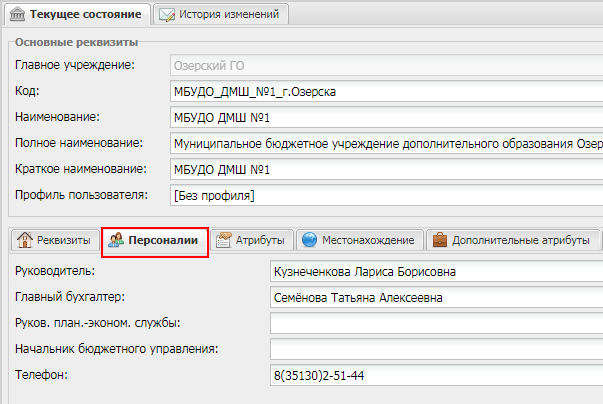 Текущее состояние История изменений
Основные реквизиты
Главное учреждение: Озерский ГО
Код: МБУДО_ДМШ_№1_г.Озерска
Наименование: МБУДО ДМШ №1
Полное наименование: Муниципальное бюджетное учреждение дополнительного образования Озер
Краткое наименование: МБУДО ДМШ №1
Профиль пользователя: [Без профиля]
Реквизиты Персоналии Атрибуты Местонахождение Дополнительные атрибуты
Руководитель: Кузнеченкова Лариса Борисовна
Главный бухгалтер: Семёнова Татьяна Алексеевна
Руков. план.-эконом. службы:
Начальник бюджетного управления:
Телефон: 8(35130)2-51-44